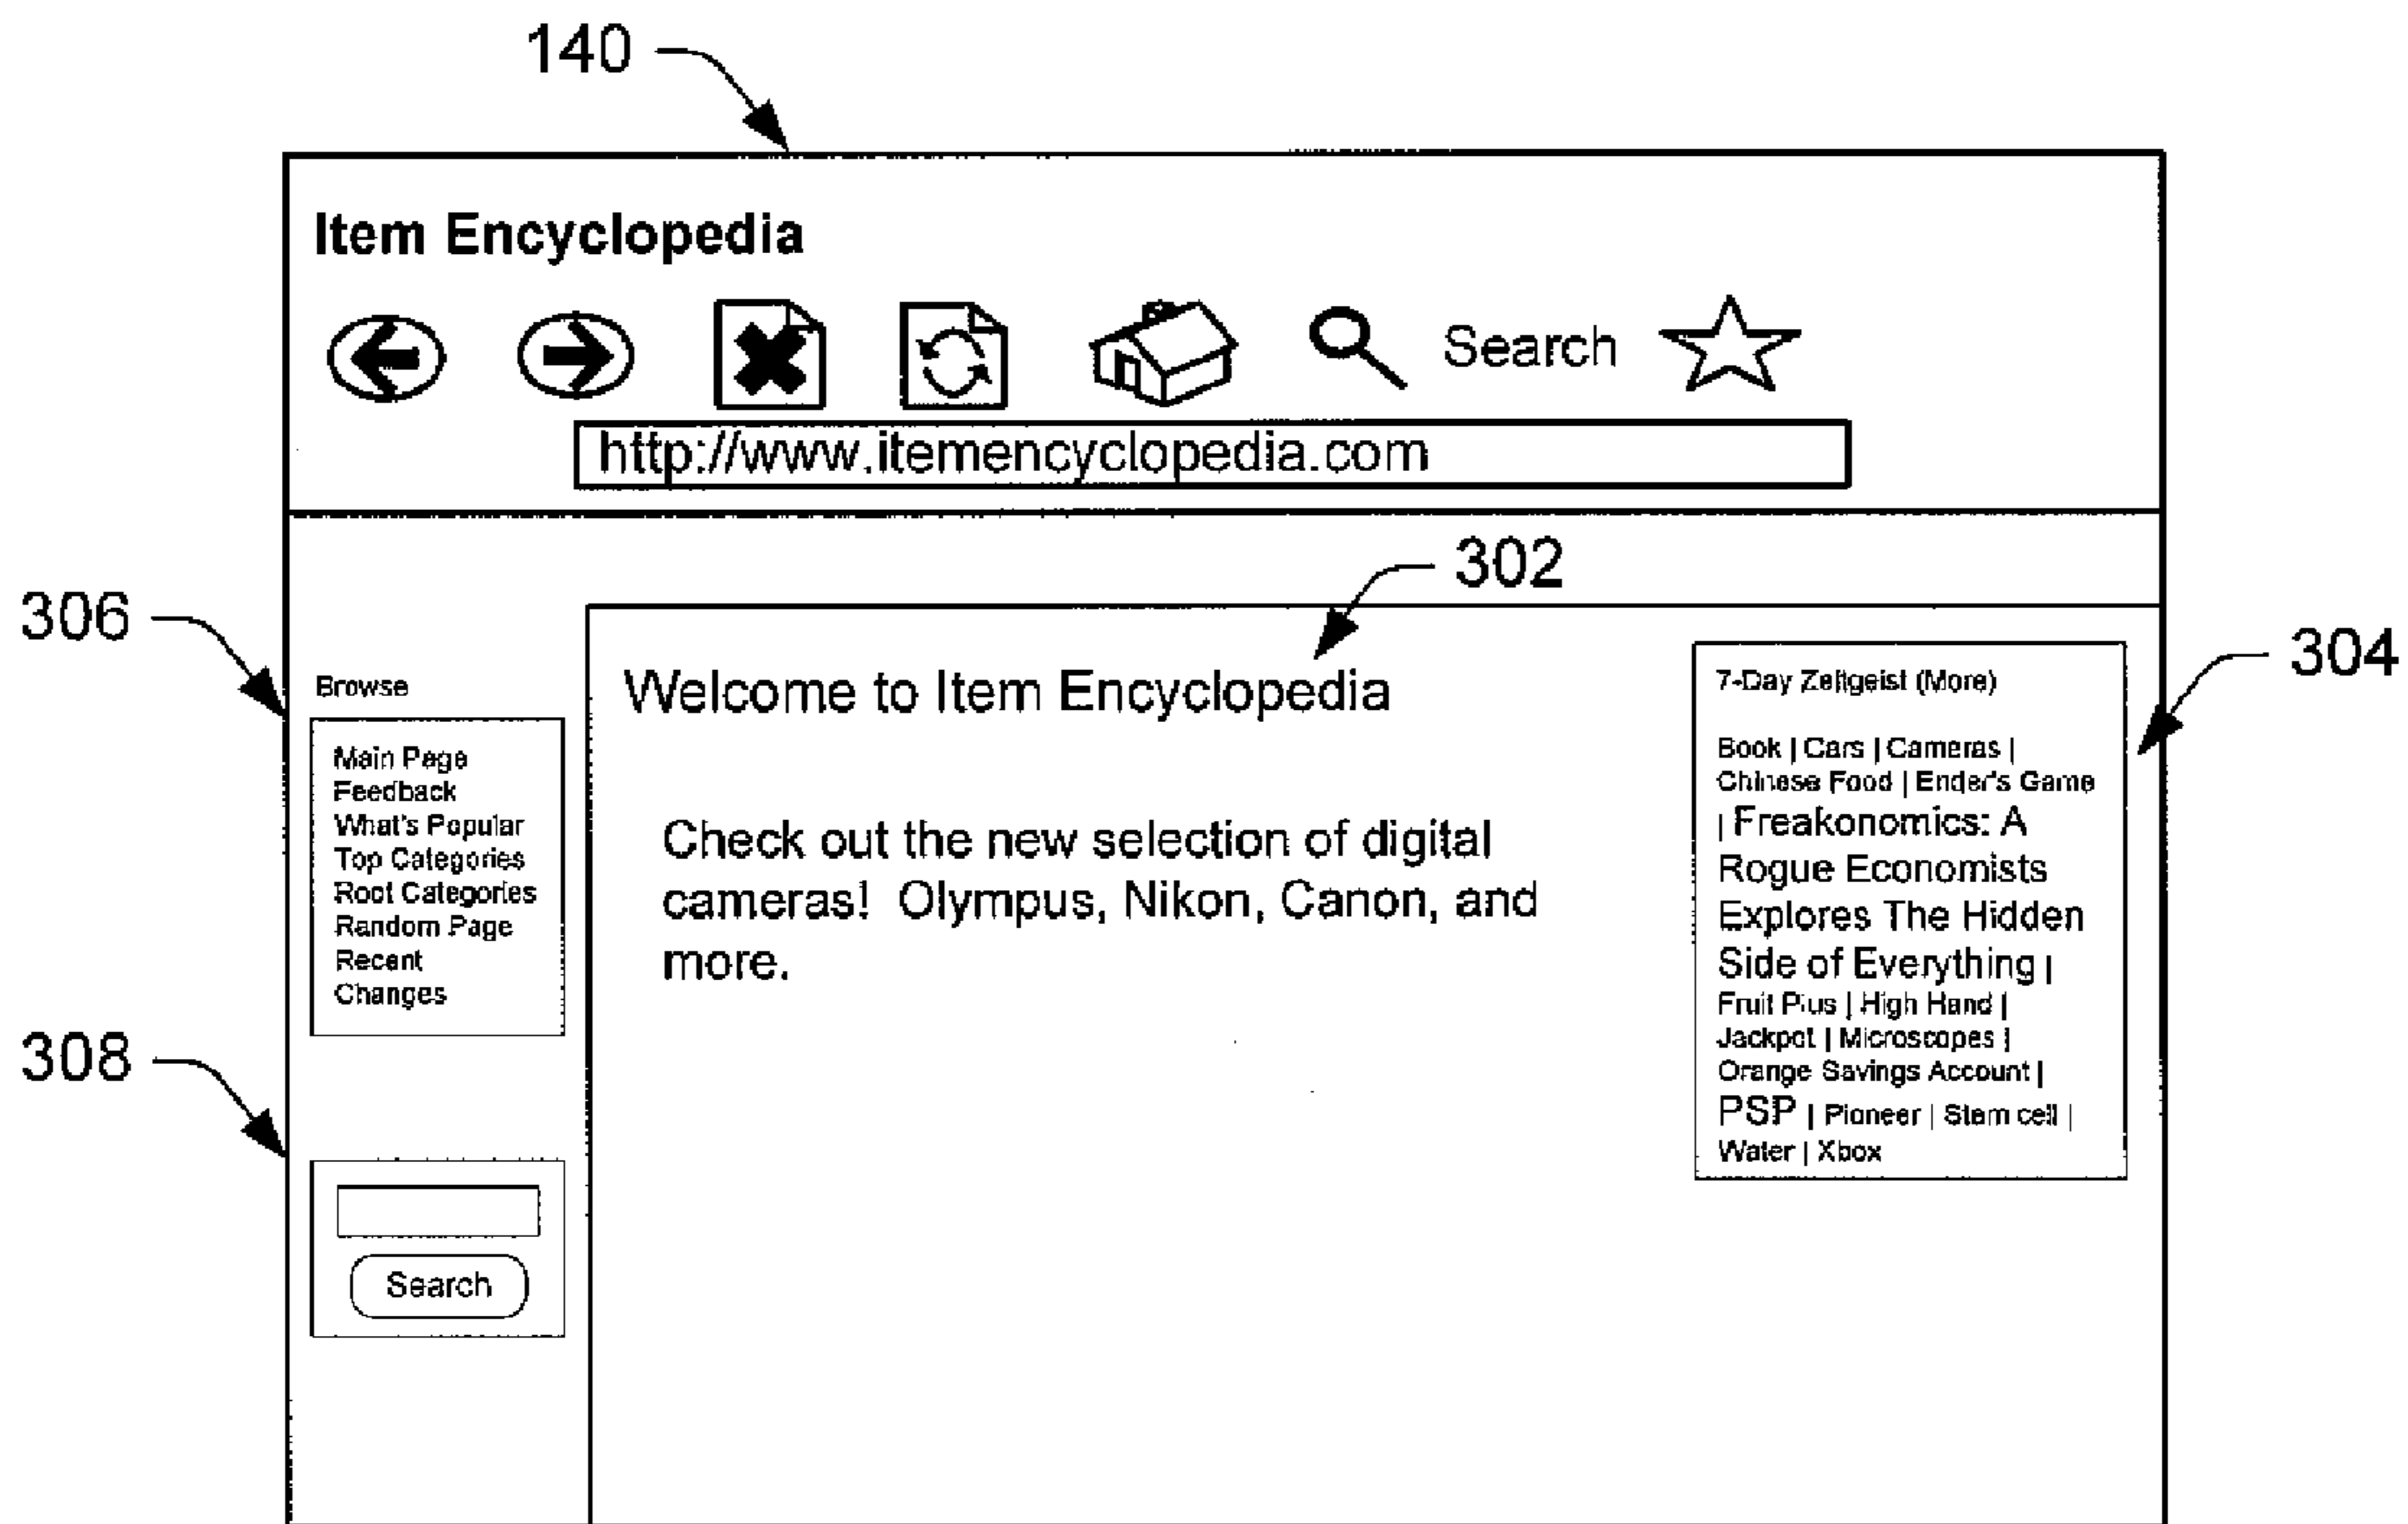 140
Item Encyclopedia
Search
http://www.itemencyclopedia.com
302
306
304
Browse
Main Page
Feedback
What's Popular
Top Categories
Root Categories
Random Page
Recent
Changes
308
Search
Welcome to Item Encyclopedia
Check out the new selection of digital
cameras! Olympus, Nikon, Canon, and
more.
7-Day Zeitgeist (More)
Book | Cars | Cameras |
Chinese Food | Ender's Game
| Freakonomics: A
Rogue Economists
Explores The Hidden
Side of Everything |
Fruit Plus | High Hand |
Jackpot | Microscopes |
Orange Savings Account |
PSP | Pioneer | Stem cell |
Water | Xbox